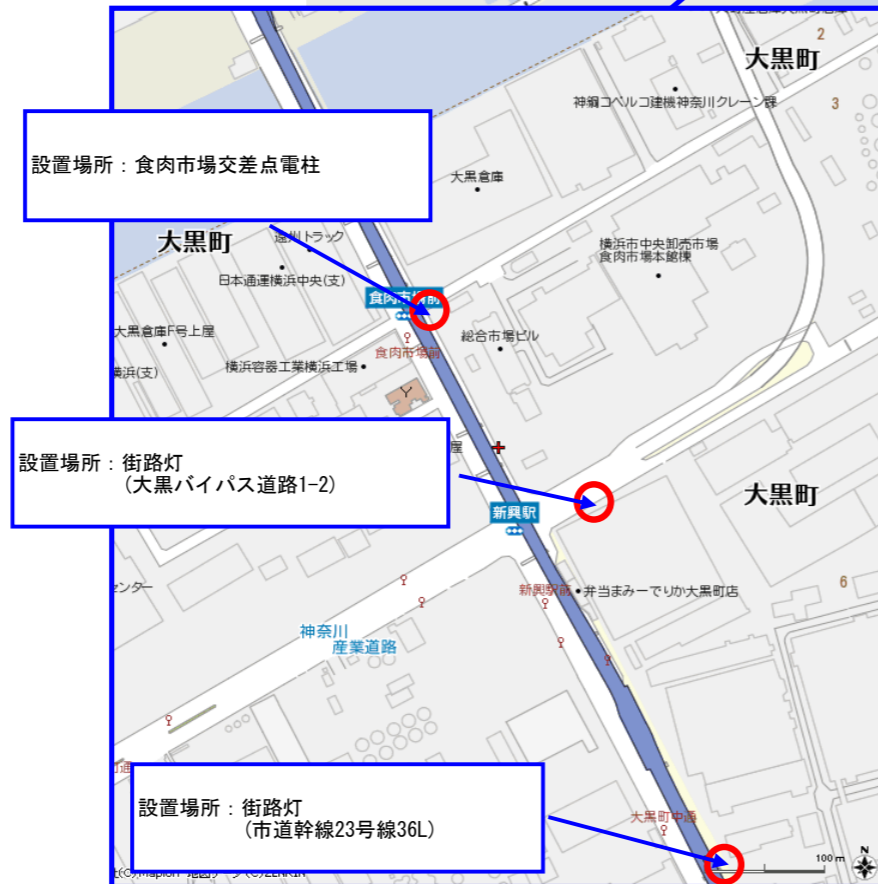 大黒町
2
3
神鋼コベルコ建機神奈川クレーン課
設置場所：食肉市場交差点電柱
大黒倉庫
大黒町
遠州トラック
日本通運横浜中央(支)
横浜市中央卸売市場
食肉市場本館棟
食肉市場前
大黒倉庫F号上屋
総合市場ビル
食肉市場前
横浜(支)
横浜容器工業横浜工場
設置場所：街路灯
(大黒バイパス道路1-2)
屋
大黒町
新興駅
センター
新興駅前
弁当まみーでりか大黒町店
6
神奈川
産業道路
設置場所：街路灯
(市道幹線23号線36L)
大黒町中通
100 m
N